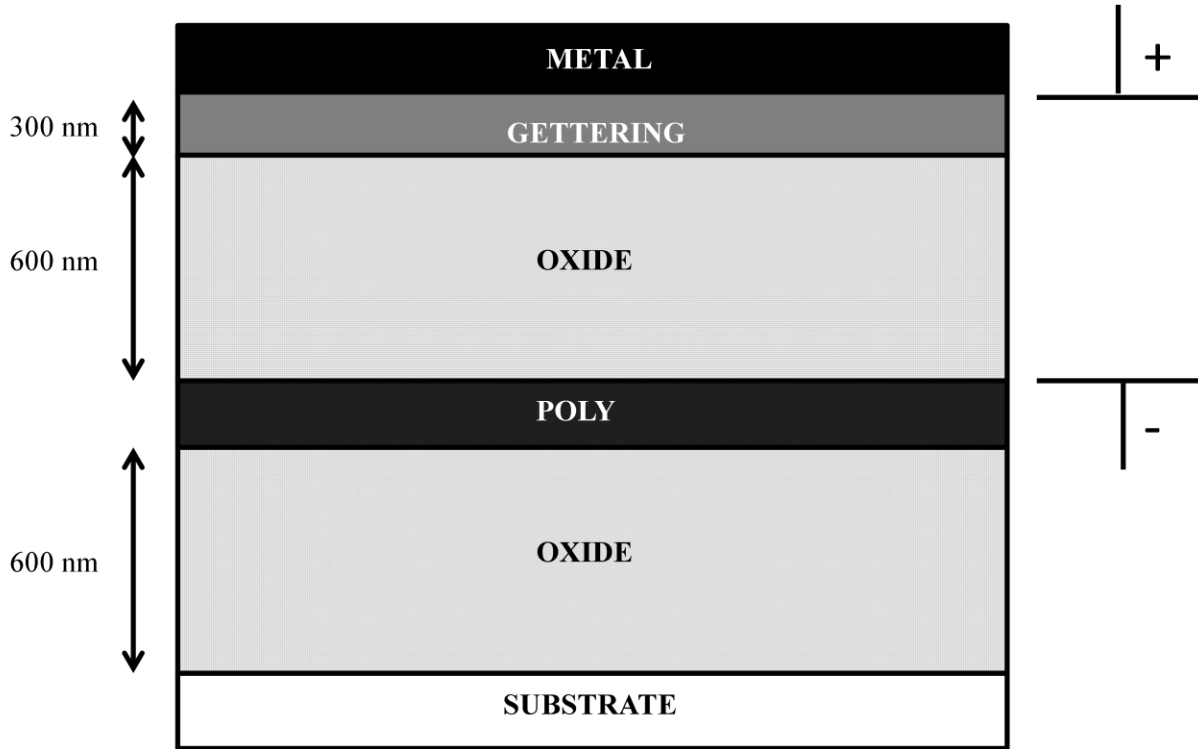 METAL
+
300 nm
GETTERING
600 nm
OXIDE
POLY
-
600 nm
OXIDE
SUBSTRATE